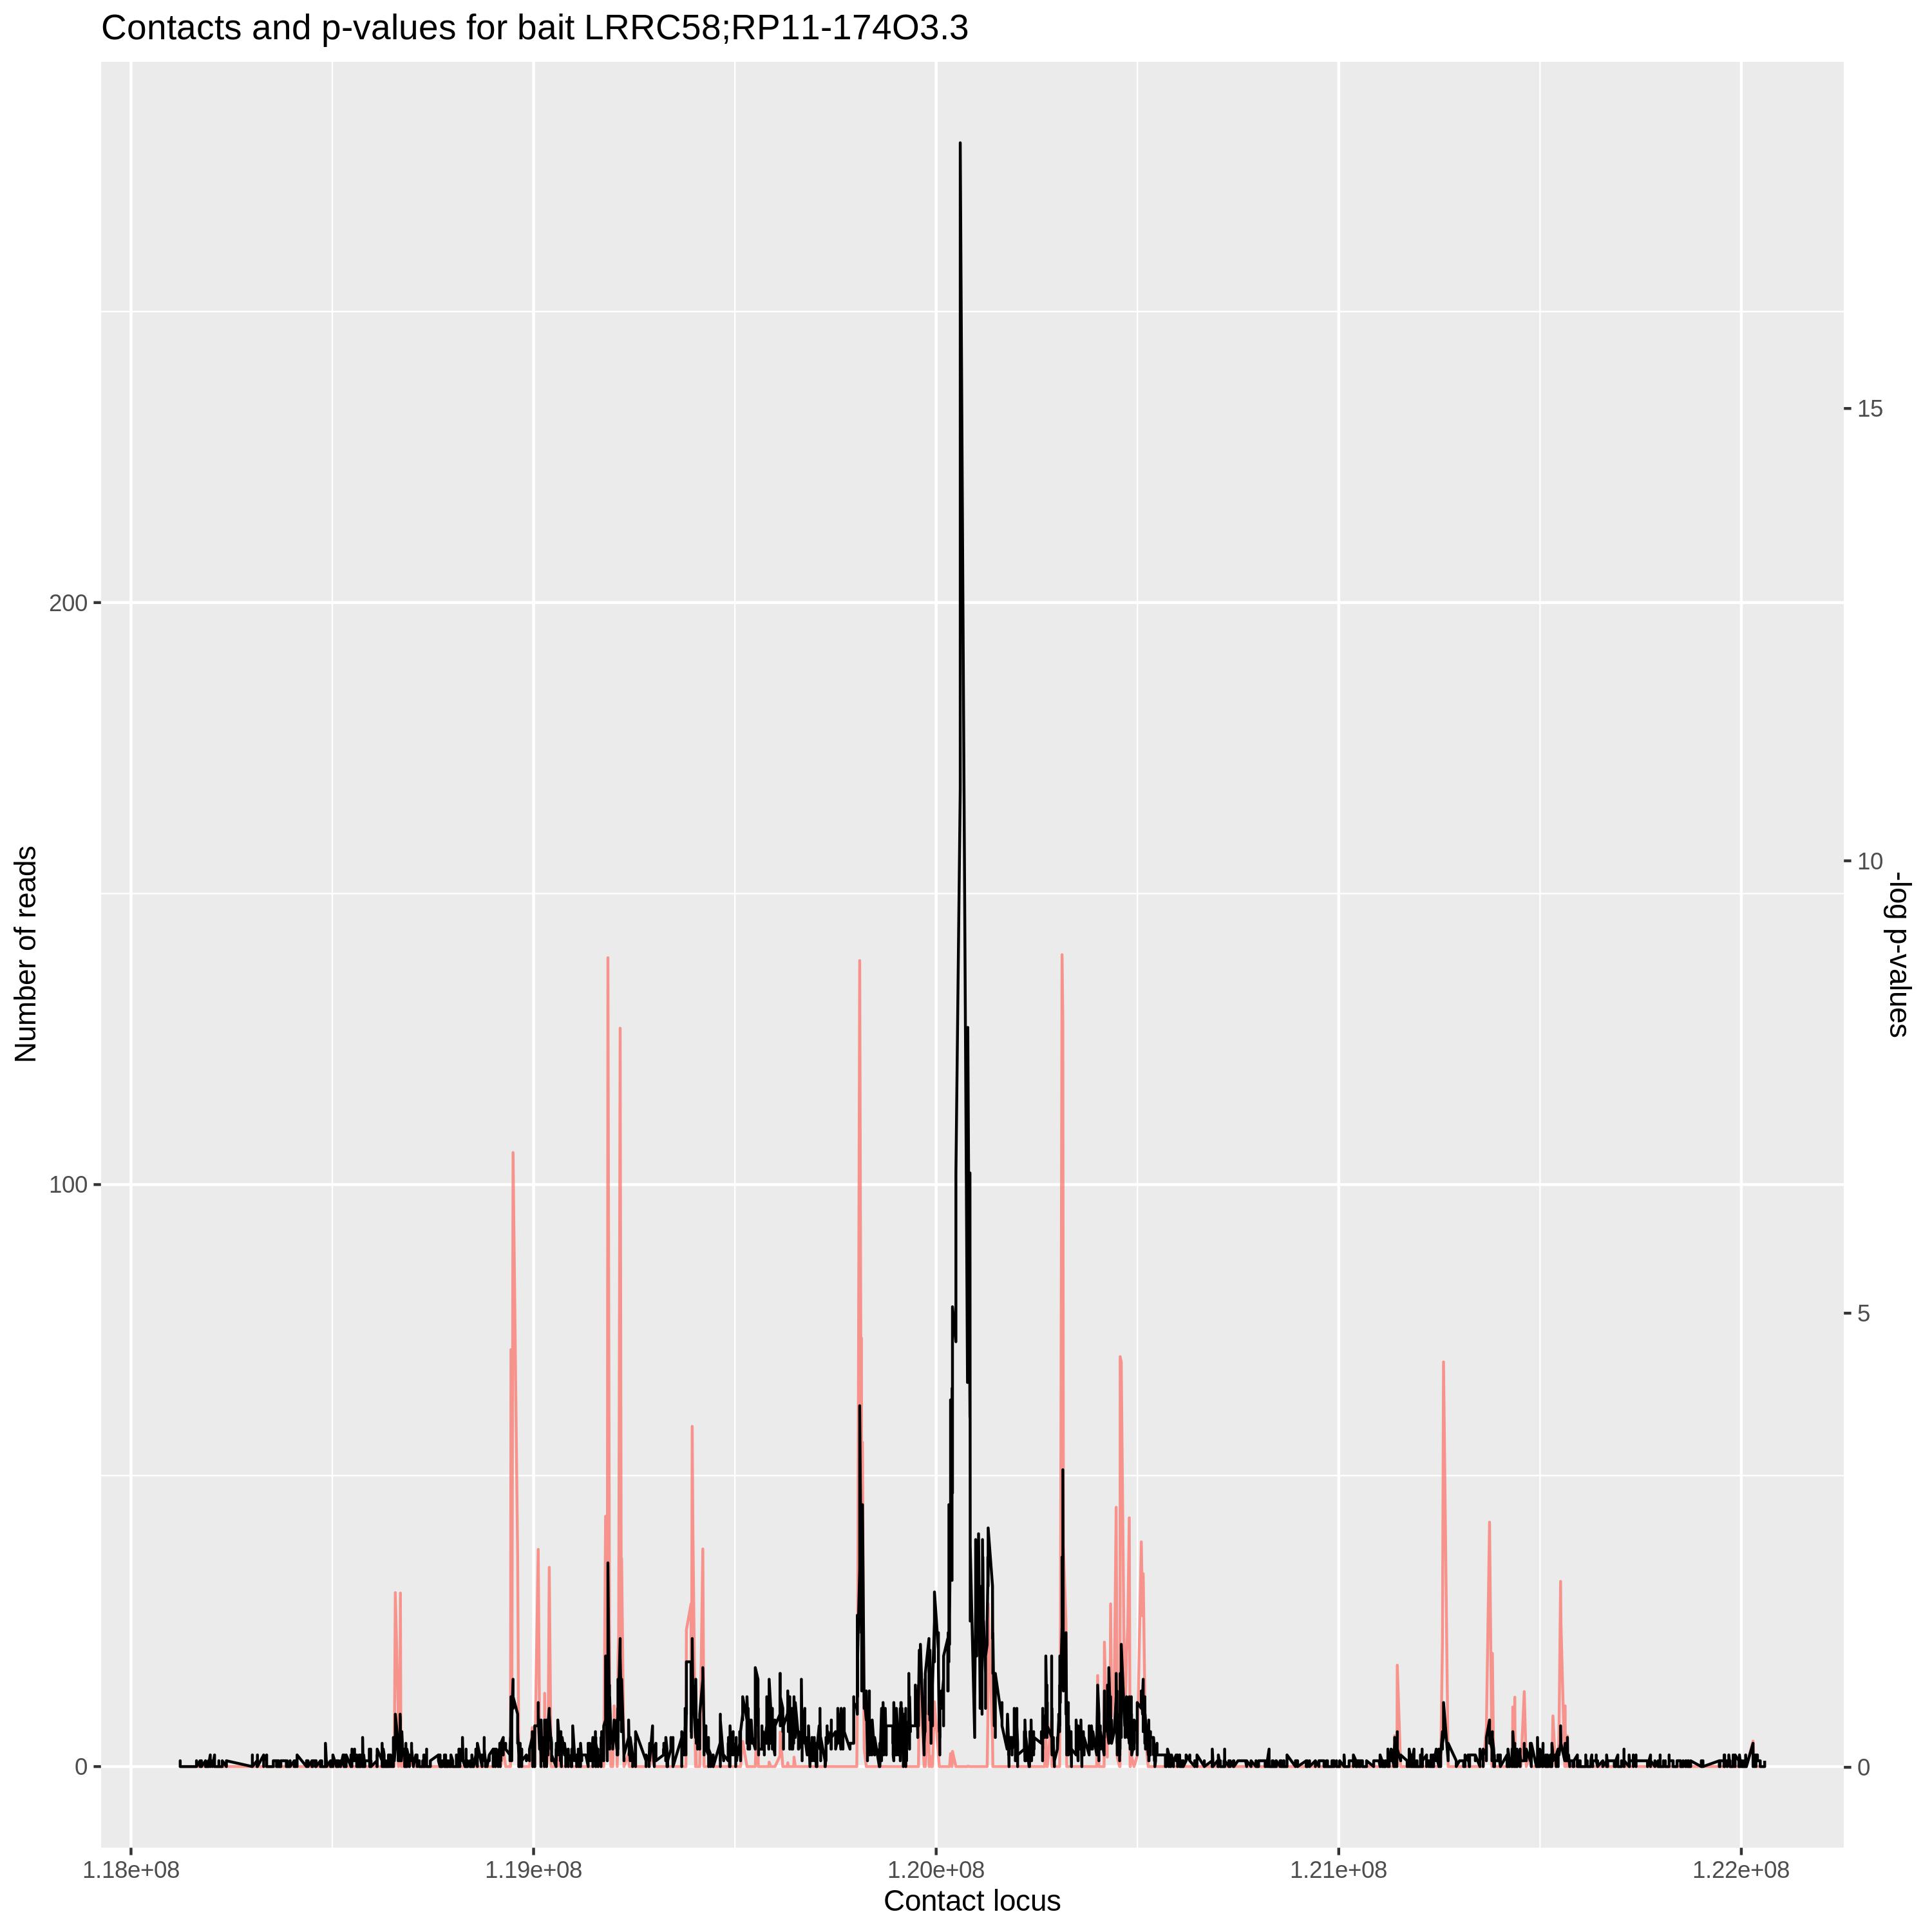 Contacts and p-values for bait LRRC58;RP11-174O3.3
200
100
0
Number of reads
15
10
5
0
-log p-values
1.18e+08
1.19e+08
1.20e+08
1.21e+08
1.22e+08
Contact locus